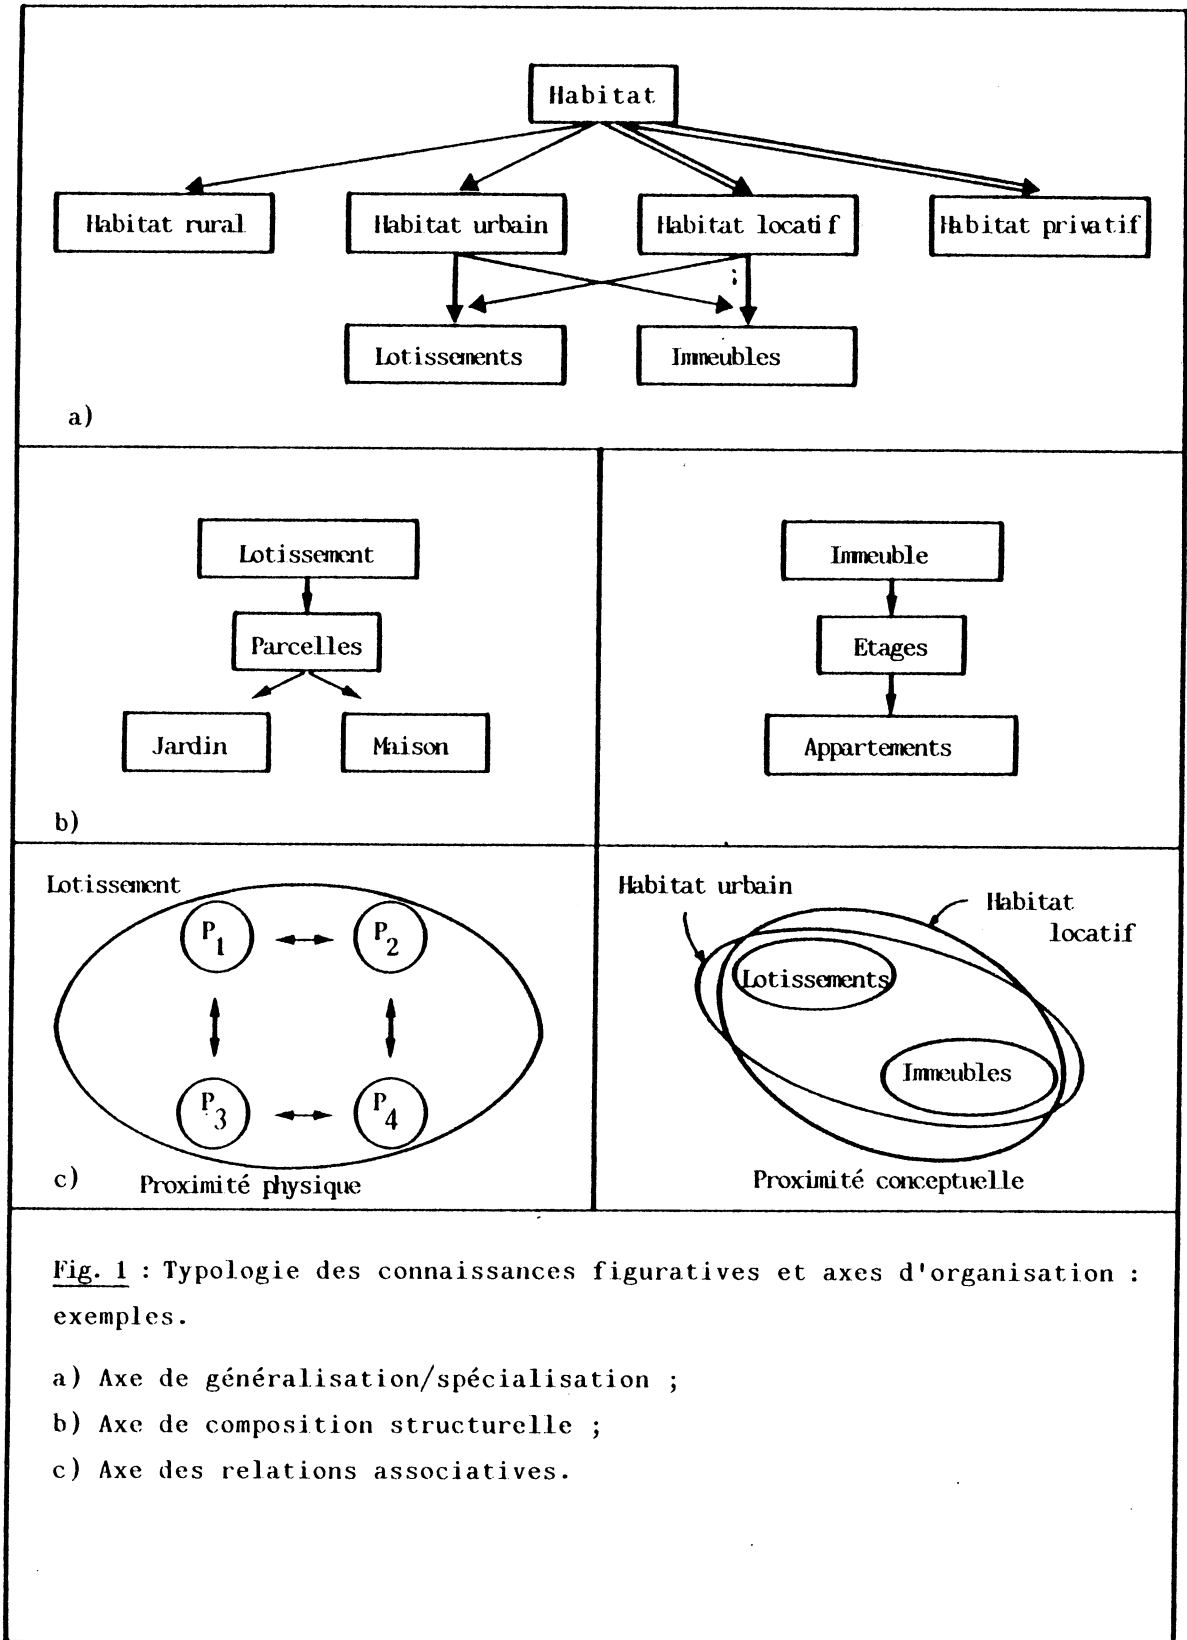 Habitat
Habitat rural
Habitat urbain
Habitat locatif
Habitat privatif
Lotissements
Immeubles
a)
Lotissement
Parcelles
Jardin
Maison
b)
Immeuble
Etages
Appartements
Lotissement
P1
P2
P3
P4
c)
Proximité physique
Habitat urbain
Habitat
locatif
Lotissements
Immeubles
Proximité conceptuelle
Fig. 1 : Typologie des connaissances figuratives et axes d'organisation :
exemples.
a) Axe de généralisation/spécialisation ;
b) Axe de composition structurelle ;
c) Axe des relations associatives.